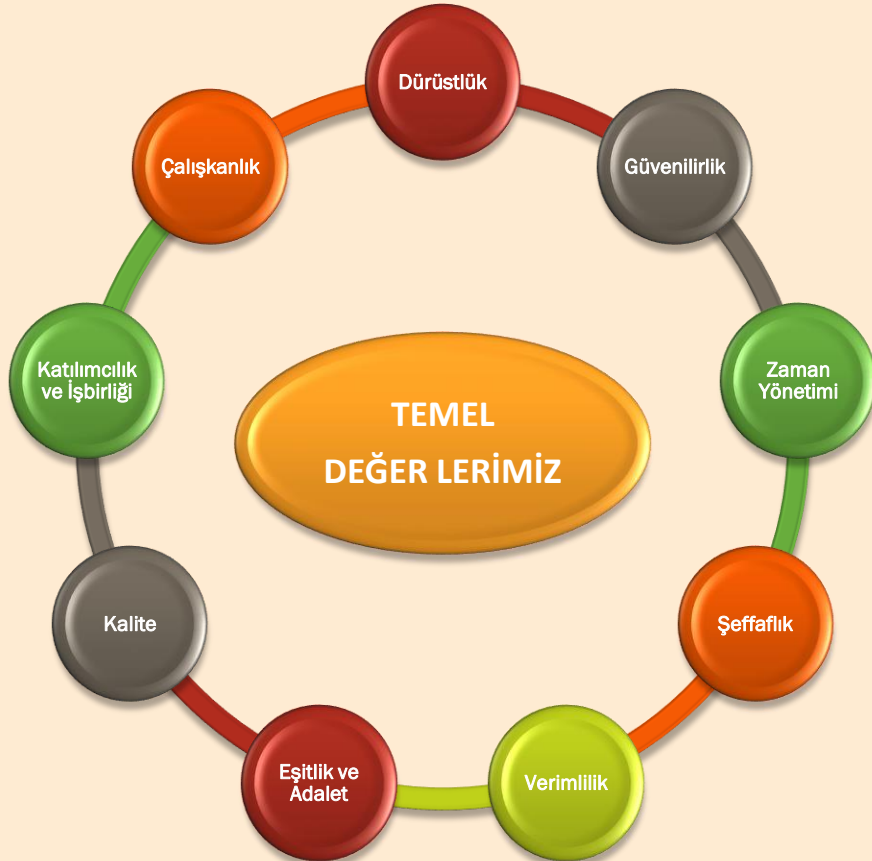 Dürüstlük
Güvenilirlik
Zaman
Yönetimi
Şeffaflık
Verimlilik
Eşitlik ve
Adalet
Kalite
Katılımcılık
ve İşbirliği
Çalışkanlık
TEMEL
DEĞER LERİMİZ